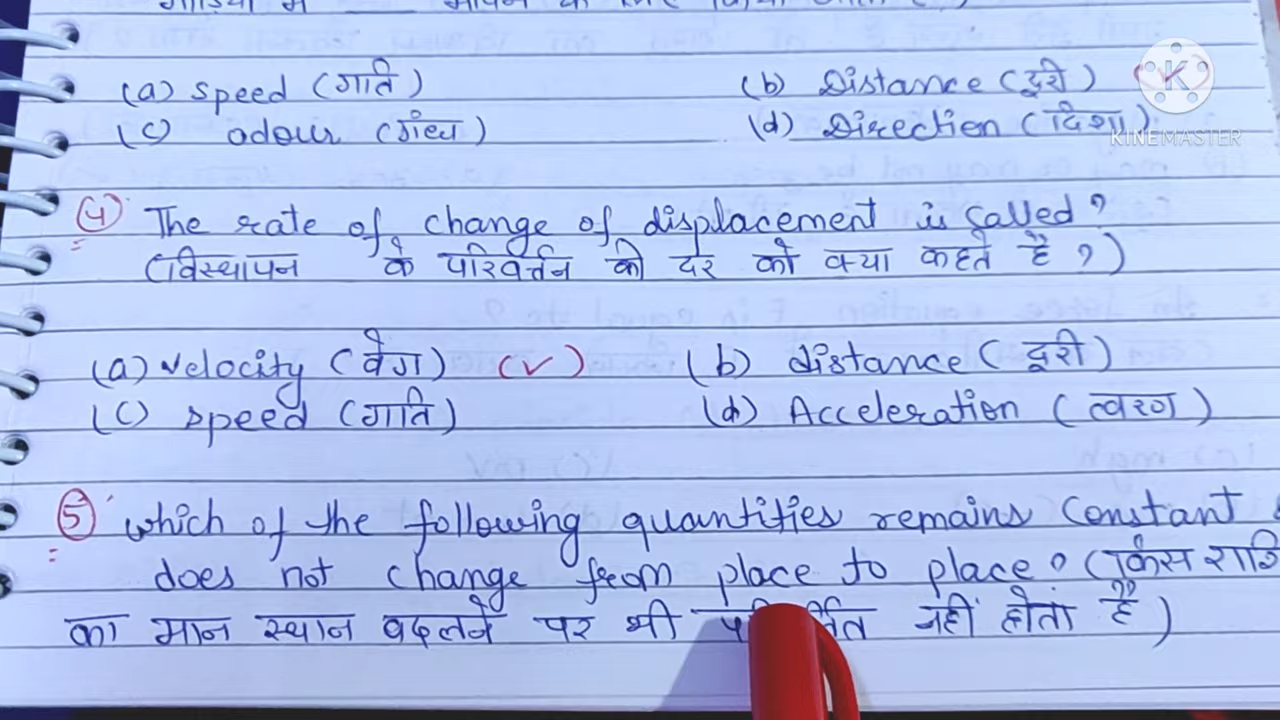 (a) speed (गति) (b) Distance (दूरी)
(c) odour (गंध) (d) Direction (दिशा)
KINEMASTER
(4) The rate of change of displacement is called?
(विस्थापन के परिवर्तन की दर को क्या कहते है?)
(a) velocity (वेग) (✓) (b) distance (दूरी)
(c) speed (गति) (d) Acceleration (त्वरण)
(5) which of the following quantities remains constant &
does not change from place to place? (किस राशि
का मान स्थान बदलने पर भी नहीं होता है?)